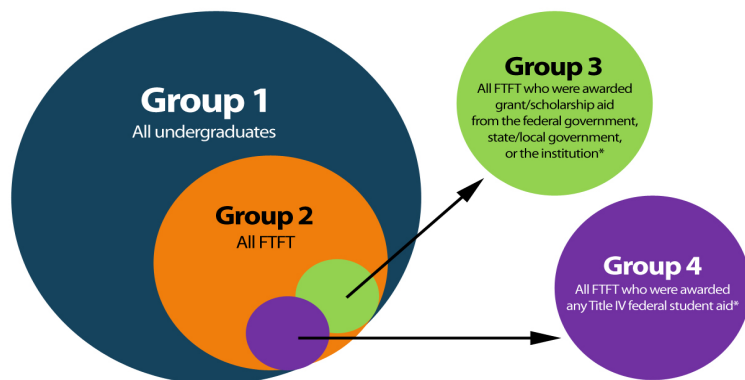 Group 1
All undergraduates
Group 2
All FTFT
Group 3
All FTFT who were awarded
grant/scholarship aid
from the federal government,
state/local government,
or the institution*
Group 4
All FTFT who were awarded
any Title IV federal student aid*